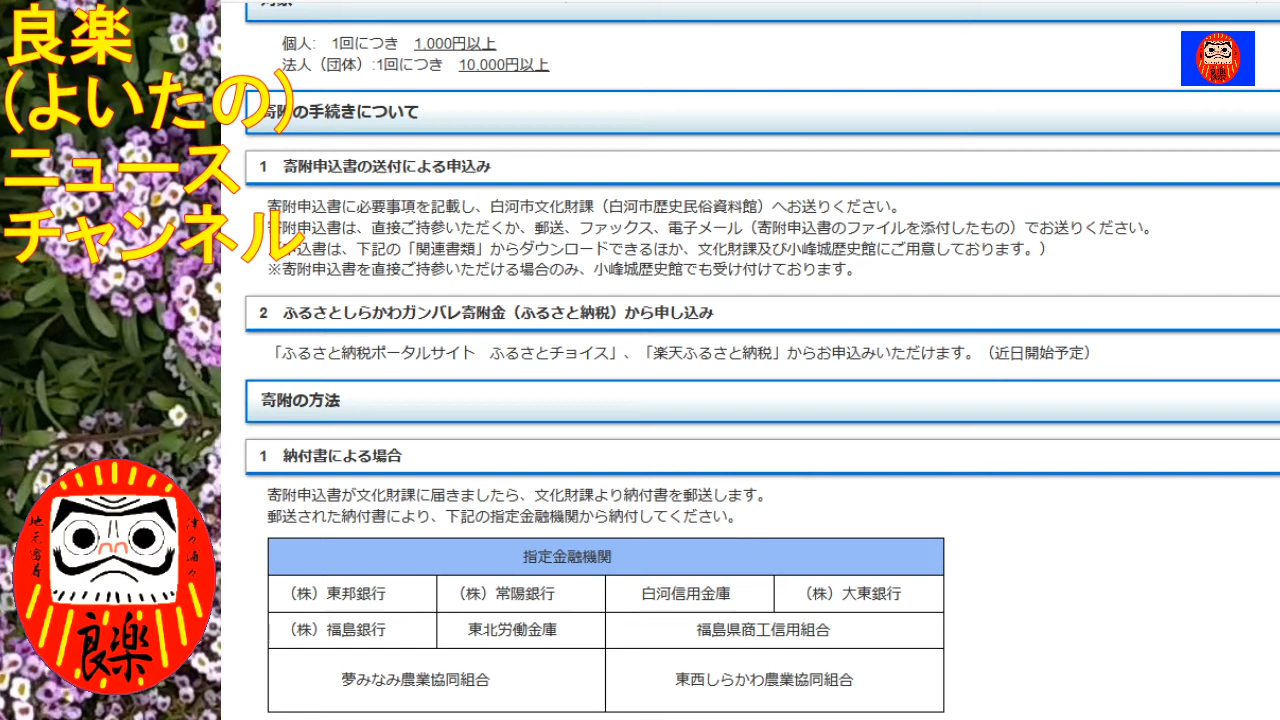 良楽
(よいたの)
ニュース
チャンネル
個人: 1回につき 1,000円以上
法人（団体）:1回につき 10,000円以上
寄附の手続きについて
1 寄附申込書の送付による申込み
寄附申込書に必要事項を記載し、白河市文化財課（白河市歴史民俗資料館）へお送りください。
寄附申込書は、直接ご持参いただくか、郵送、ファックス、電子メール（寄附申込書のファイルを添付したもの）でお送りください。
申込書は、下記の「関連書類」からダウンロードできるほか、文化財課及び小峰城歴史館にご用意しております。）
※寄附申込書を直接ご持参いただける場合のみ、小峰城歴史館でも受け付けております。
2 ふるさとしらかわガンバレ寄附金（ふるさと納税）から申し込み
「ふるさと納税ポータルサイト ふるさとチョイス」、「楽天ふるさと納税」からお申込みいただけます。（近日開始予定）
寄附の方法
1 納付書による場合
寄附申込書が文化財課に届きましたら、文化財課より納付書を郵送します。
郵送された納付書により、下記の指定金融機関から納付してください。
指定金融機関
（株）東邦銀行 （株）常陽銀行 白河信用金庫 （株）大東銀行
（株）福島銀行 東北労働金庫 福島県商工信用組合
夢みなみ農業協同組合 東西しらかわ農業協同組合
良楽